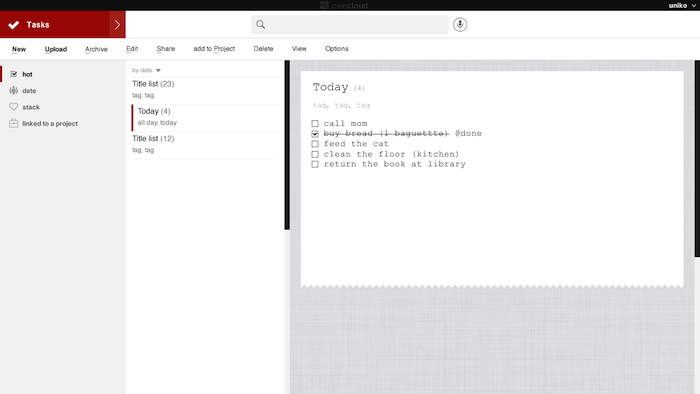 owncloud
uniko
Tasks
New Upload Archive Edit Share add to Project Delete View Options
hot
date
stack
linked to a project
by date
Title list (23)
tag, tag
Today (4)
all day, today
Title list (12)
tag, tag
Today (4)
tag, tag, tag
call mom
buy bread (1 baguettte) @done
feed the cat
clean the floor (kitchen)
return the book at library